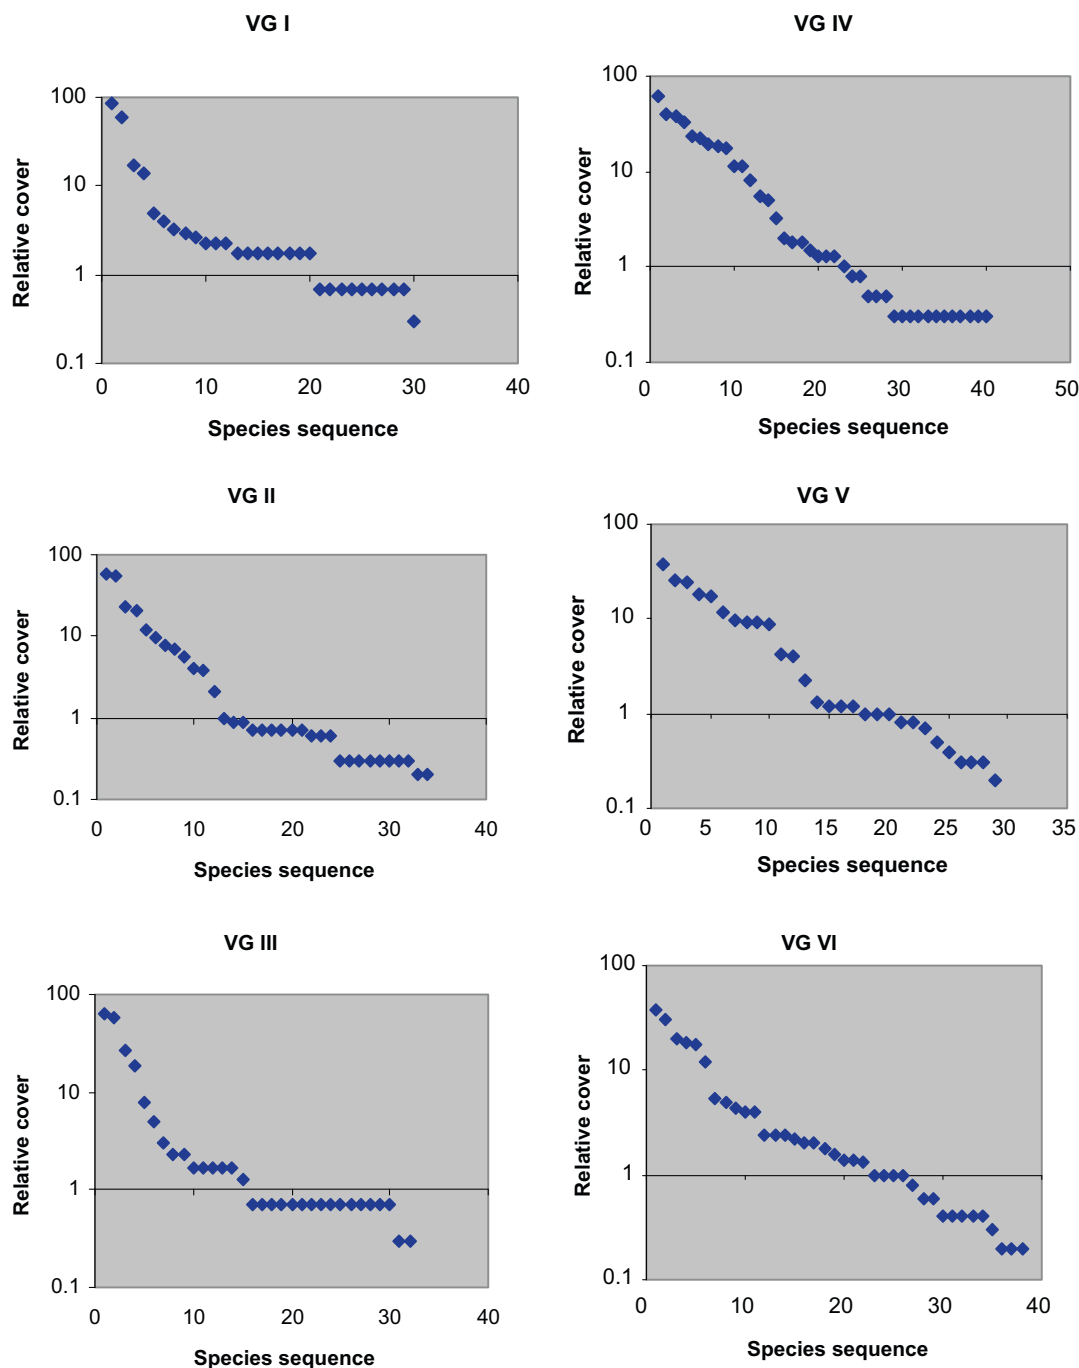 VG I
100
10
1
0.1
0 10 20 30 40
Relative cover
Species sequence
VG IV
100
10
1
0.1
0 10 20 30 40 50
Relative cover
Species sequence
VG II
100
10
1
0.1
0 10 20 30 40
Relative cover
Species sequence
VG V
100
10
1
0.1
0 5 10 15 20 25 30 35
Relative cover
Species sequence
VG III
100
10
1
0.1
0 10 20 30 40
Relative cover
Species sequence
VG VI
100
10
1
0.1
0 10 20 30 40
Relative cover
Species sequence